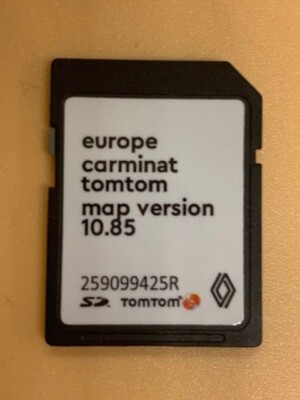 europe
carminat
tomtom
map version
10.85
259099425R
SD TOMTOM